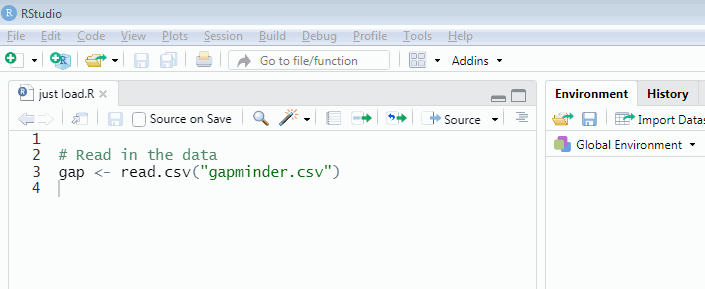 RStudio
File Edit Code View Plots Session Build Debug Profile Tools Help
Go to file/function Addins
just load.R
Environment History
Source on Save Source
Import Datas
Global Environment
1
2 # Read in the data
3 gap <- read.csv("gapminder.csv")
4